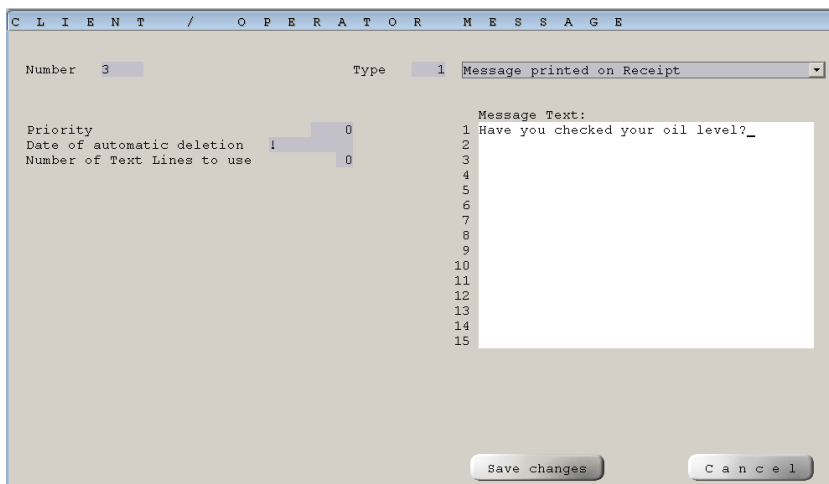 CLIENT / OPERATOR MESSAGE
Number 3 Type 1 Message printed on Receipt
Message Text:
Priority 0 1 Have you checked your oil level?_
Date of automatic deletion ! 2
Number of Text Lines to use 0 3
4
5
6
7
8
9
10
11
12
13
14
15
Save changes Cancel